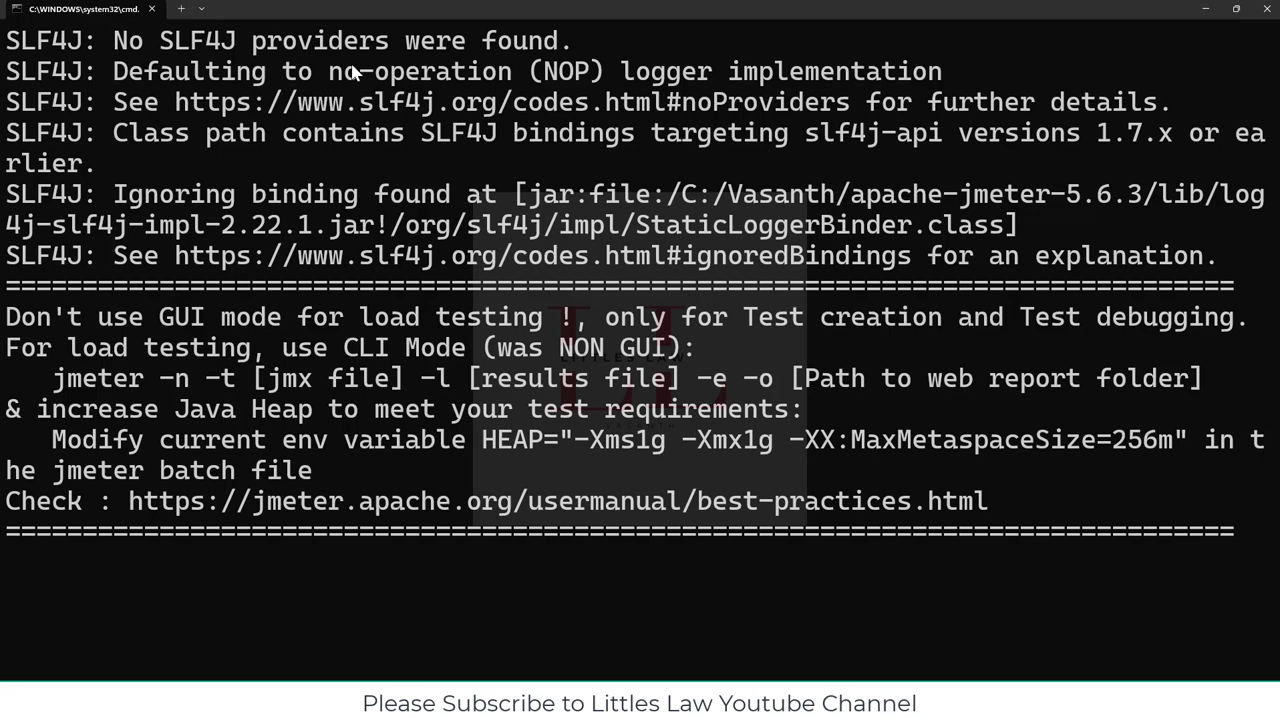 C:\WINDOWS\system32\cmd.
SLF4J: No SLF4J providers were found.
SLF4J: Defaulting to no-operation (NOP) logger implementation
SLF4J: See https://www.slf4j.org/codes.html#noProviders for further details.
SLF4J: Class path contains SLF4J bindings targeting slf4j-api versions 1.7.x or ea
rlier.
SLF4J: Ignoring binding found at [jar:file:/C:/Vasanth/apache-jmeter-5.6.3/lib/log
4j-slf4j-impl-2.22.1.jar!/org/slf4j/impl/StaticLoggerBinder.class]
SLF4J: See https://www.slf4j.org/codes.html#ignoredBindings for an explanation.
================================================================================
Don't use GUI mode for load testing !, only for Test creation and Test debugging.
For load testing, use CLI Mode (was NON GUI):
   jmeter -n -t [jmx file] -l [results file] -e -o [Path to web report folder]
& increase Java Heap to meet your test requirements:
   Modify current env variable HEAP="-Xms1g -Xmx1g -XX:MaxMetaspaceSize=256m" in t
he jmeter batch file
Check : https://jmeter.apache.org/usermanual/best-practices.html
================================================================================
LITTLES LAW
VASANTH
Please Subscribe to Littles Law Youtube Channel